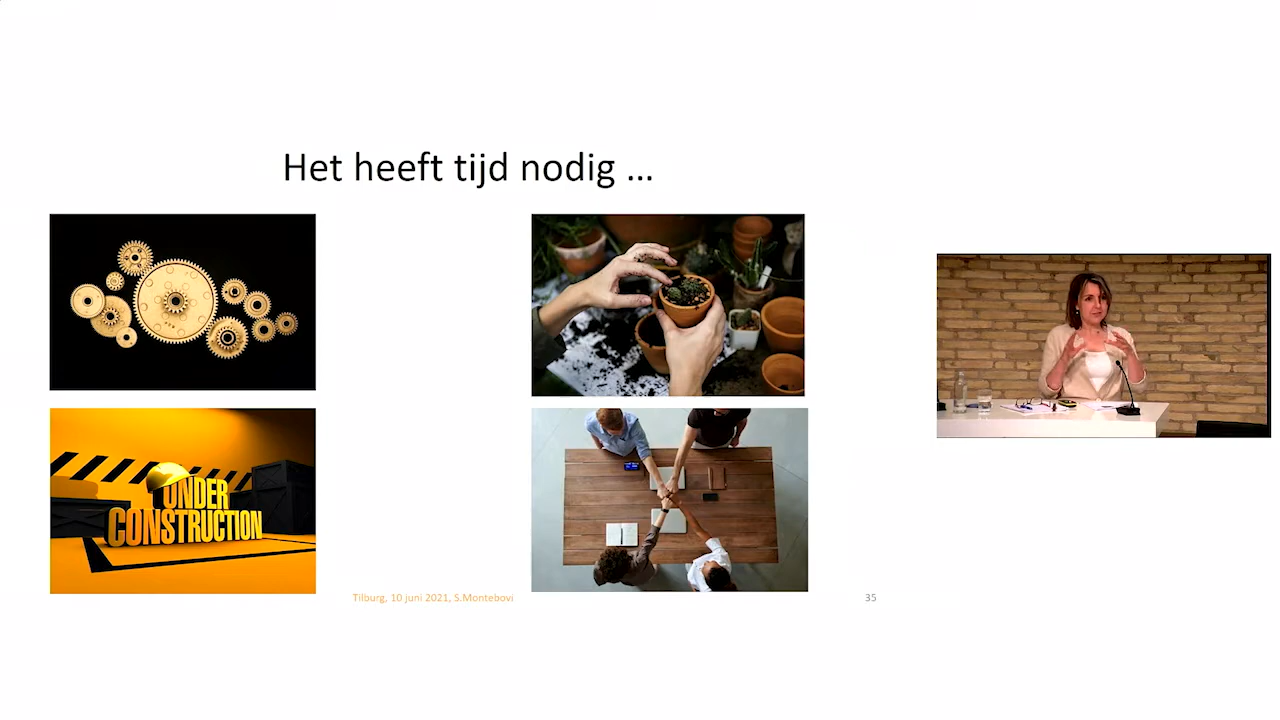 Het heeft tijd nodig ...
UNDER
CONSTRUCTION
Tilburg, 10 juni 2021, S.Montebovi
35